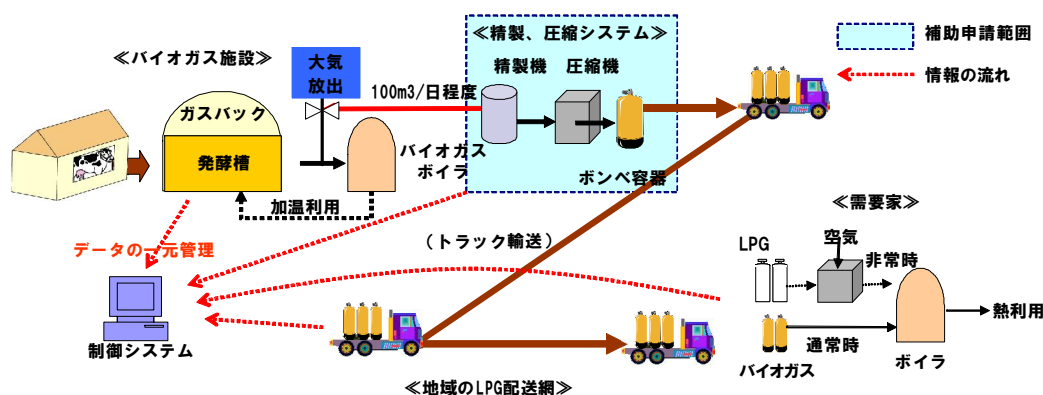 ≪バイオガス施設≫
大気
放出
≪精製、圧縮システム≫
精製機
圧縮機
補助申請範囲
情報の流れ
100m3/日程度
ガスバック
発酵槽
バイオガス
ボイラ
ボンベ容器
加温利用
データの一元管理
(トラック輸送)
≪需要家≫
LPG
空気
非常時
熱利用
通常時
バイオガス
ボイラ
制御システム
≪地域のLPG配送網≫